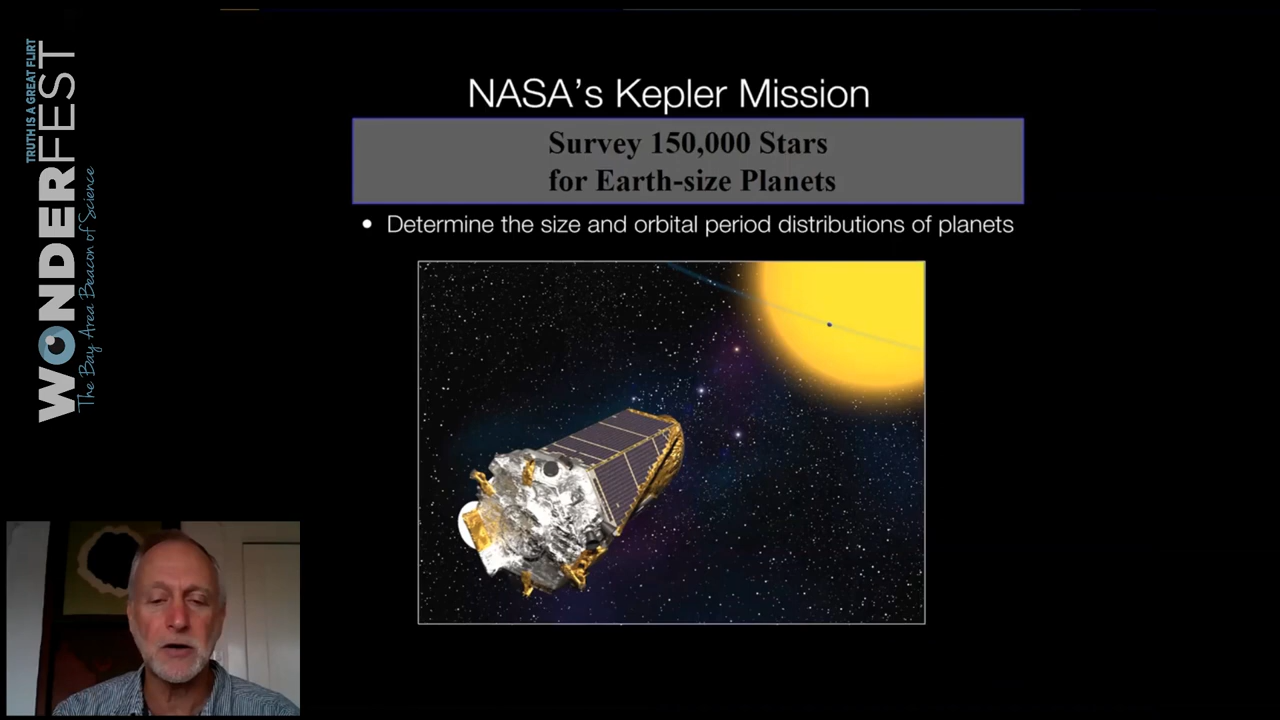 TRUTH IS A GREAT FLIRT
WONDERFEST
The Bay Area Beacon of Science
NASA's Kepler Mission
Survey 150,000 Stars
for Earth-size Planets
• Determine the size and orbital period distributions of planets